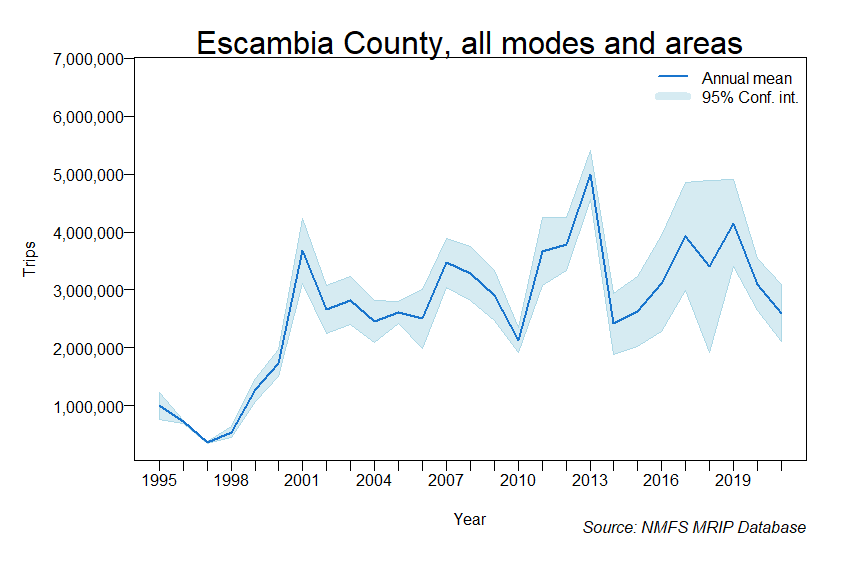 Escambia County, all modes and areas
7,000,000
Annual mean
95% Conf. int.
6,000,000
5,000,000
4,000,000
Trips
3,000,000
2,000,000
1,000,000
1995 1998 2001 2004 2007 2010 2013 2016 2019
Year
Source: NMFS MRIP Database